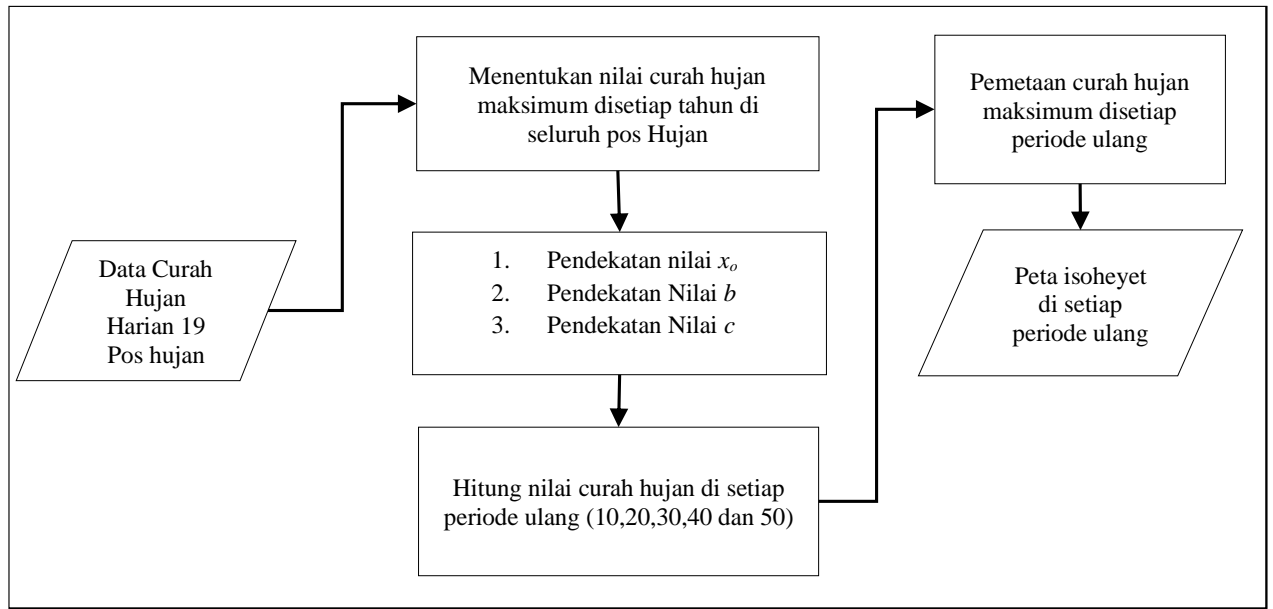 Data Curah
Hujan
Harian 19
Pos hujan
Menentukan nilai curah hujan
maksimum disetiap tahun di
seluruh pos Hujan
1. Pendekatan nilai xₒ
2. Pendekatan Nilai b
3. Pendekatan Nilai c
Hitung nilai curah hujan di setiap
periode ulang (10,20,30,40 dan 50)
Pemetaan curah hujan
maksimum disetiap
periode ulang
Peta isoheyet
di setiap
periode ulang